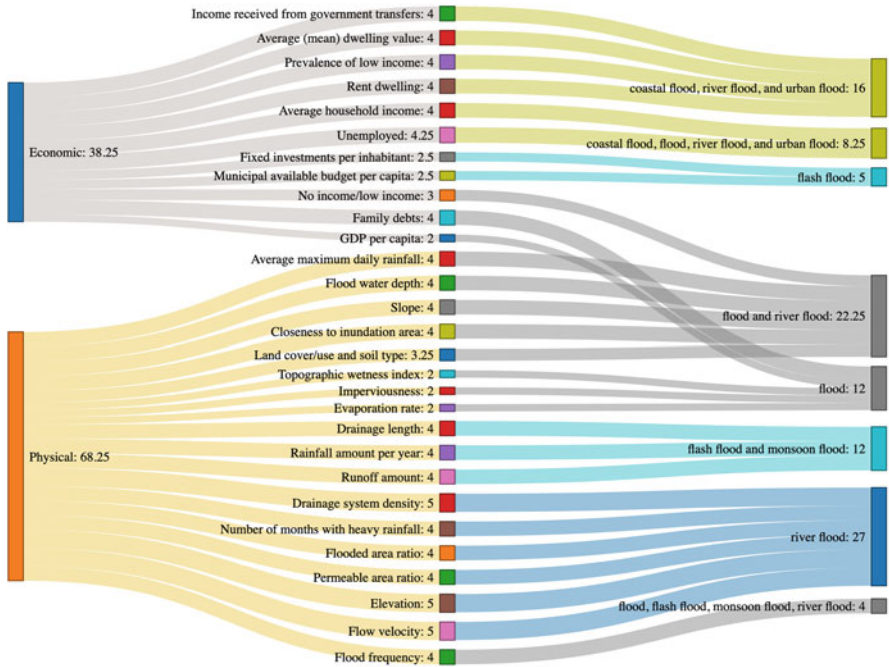 Economic: 38.25
Physical: 68.25
Income received from government transfers: 4
Average (mean) dwelling value: 4
Prevalence of low income: 4
Rent dwelling: 4
Average household income: 4
Unemployed: 4.25
Fixed investments per inhabitant: 2.5
Municipal available budget per capita: 2.5
No income/low income: 3
Family debts: 4
GDP per capita: 2
Average maximum daily rainfall: 4
Flood water depth: 4
Slope: 4
Closeness to inundation area: 4
Land cover/use and soil type: 3.25
Topographic wetness index: 2
Imperviousness: 2
Evaporation rate: 2
Drainage length: 4
Rainfall amount per year: 4
Runoff amount: 4
Drainage system density: 5
Number of months with heavy rainfall: 4
Flooded area ratio: 4
Permeable area ratio: 4
Elevation: 5
Flow velocity: 5
Flood frequency: 4
coastal flood, river flood, and urban flood: 16
coastal flood, flood, river flood, and urban flood: 8.25
flash flood: 5
flood and river flood: 22.25
flood: 12
flash flood and monsoon flood: 12
river flood: 27
flood, flash flood, monsoon flood, river flood: 4